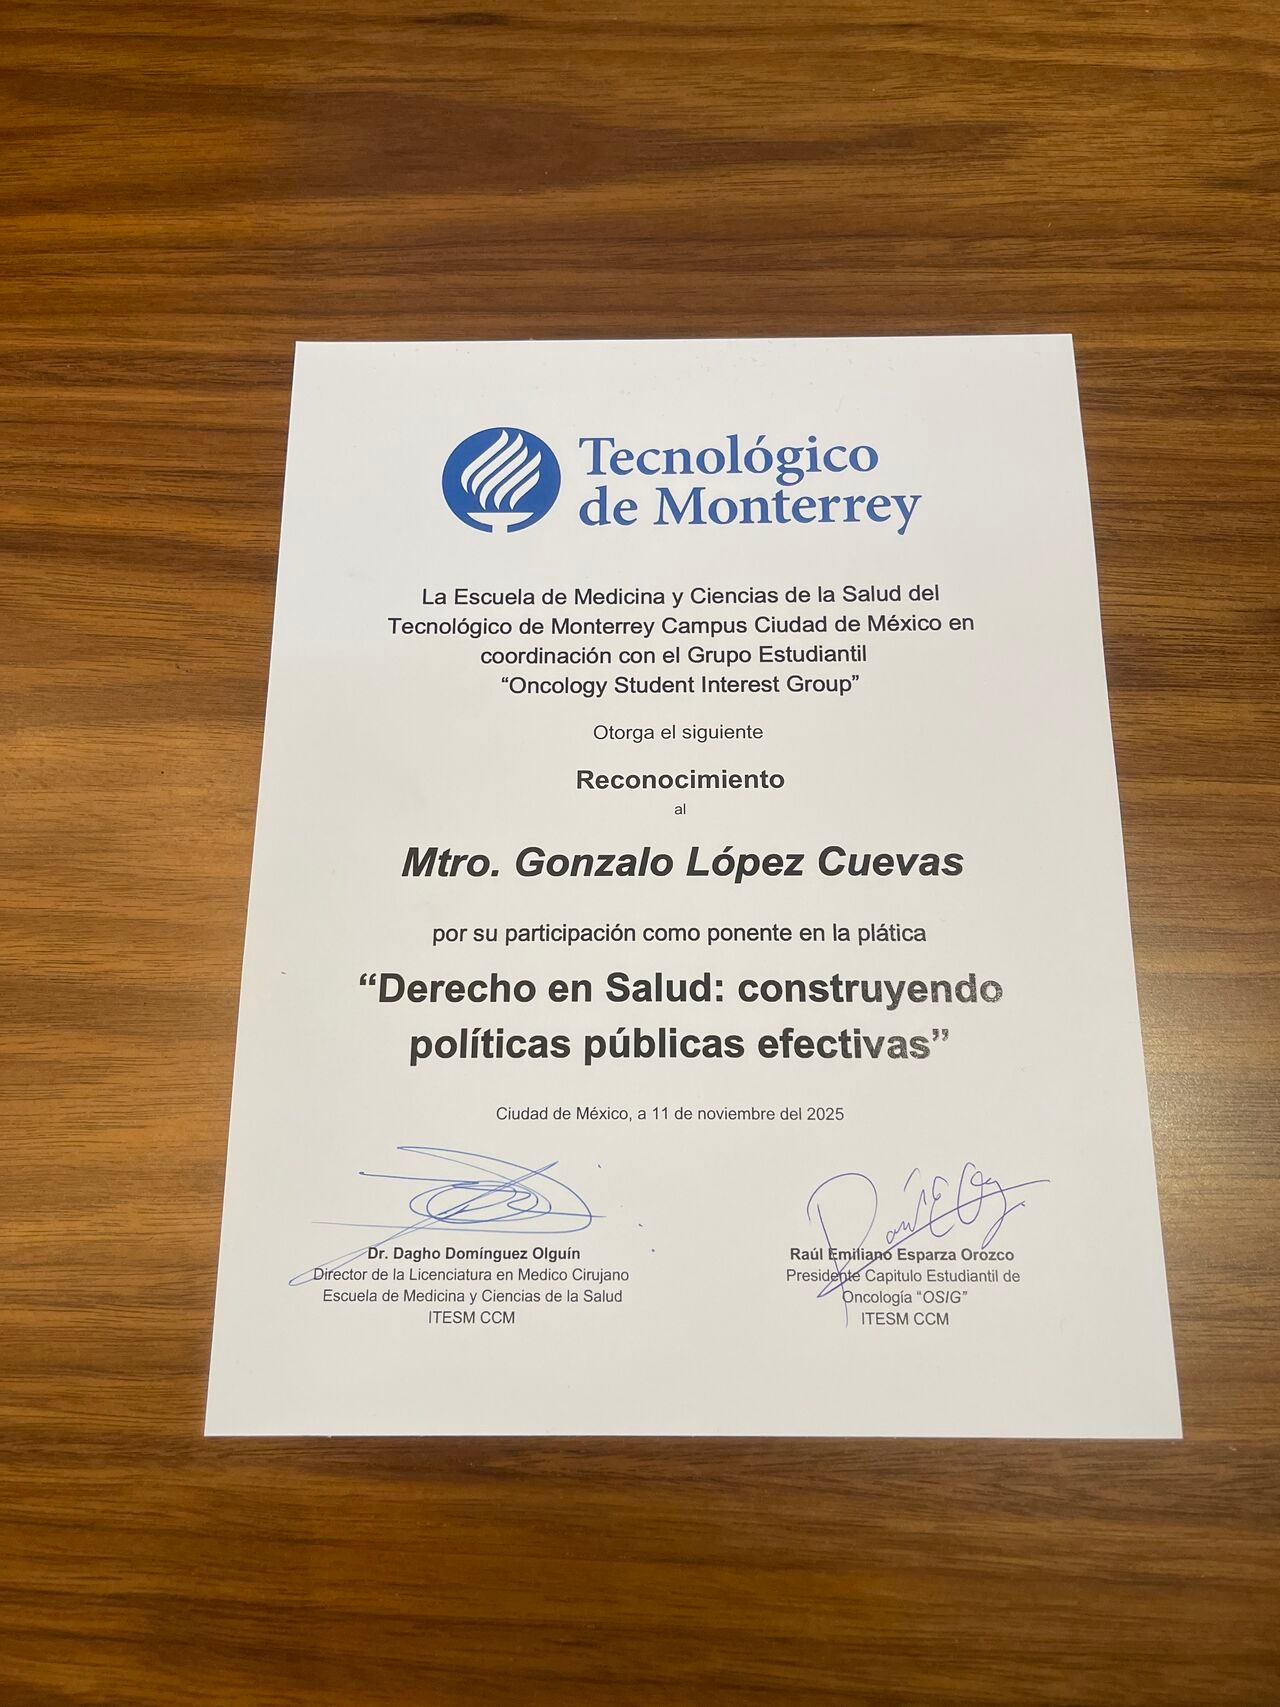 Tecnológico
de Monterrey
La Escuela de Medicina y Ciencias de la Salud del
Tecnológico de Monterrey Campus Ciudad de México en
coordinación con el Grupo Estudiantil
“Oncology Student Interest Group”
Otorga el siguiente
Reconocimiento
al
Mtro. Gonzalo López Cuevas
por su participación como ponente en la plática
“Derecho en Salud: construyendo
políticas públicas efectivas”
Ciudad de México, a 11 de noviembre del 2025
Dr. Dagho Domínguez Olguín
Director de la Licenciatura en Medico Cirujano
Escuela de Medicina y Ciencias de la Salud
ITESM CCM
Raúl Emiliano Esparza Orozco
Presidente Capitulo Estudiantil de
Oncología “OSIG”
ITESM CCM